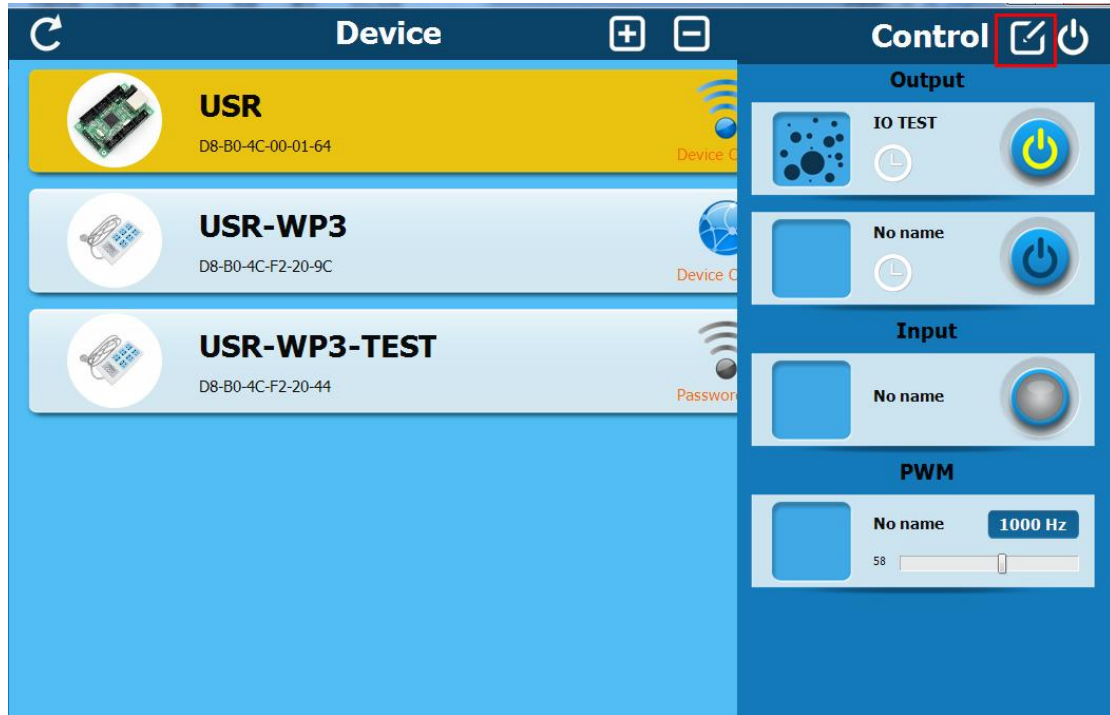 Device
USR
D8-B0-4C-00-01-64
Device
USR-WP3
D8-B0-4C-F2-20-9C
Device
USR-WP3-TEST
D8-B0-4C-F2-20-44
Control
Output
IO TEST
No name
Input
No name
PWM
No name 1000 Hz
58